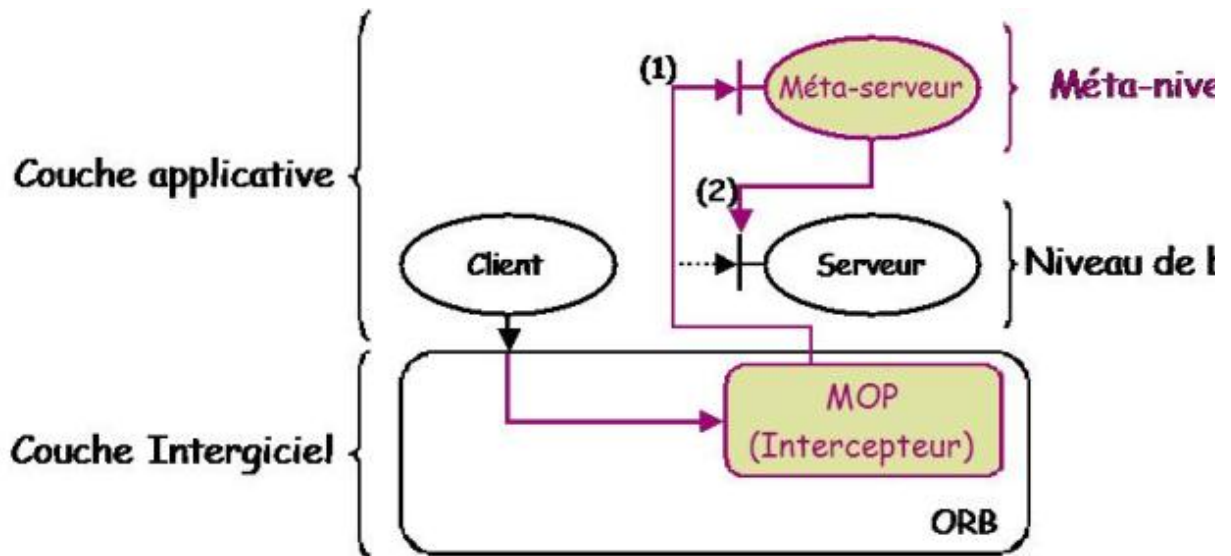 (1)
Méta-serveur
Méta-nive
Couche applicative
(2)
Client
Serveur
Niveau de b
MOP
(Intercepteur)
Couche Intergiciel
ORB